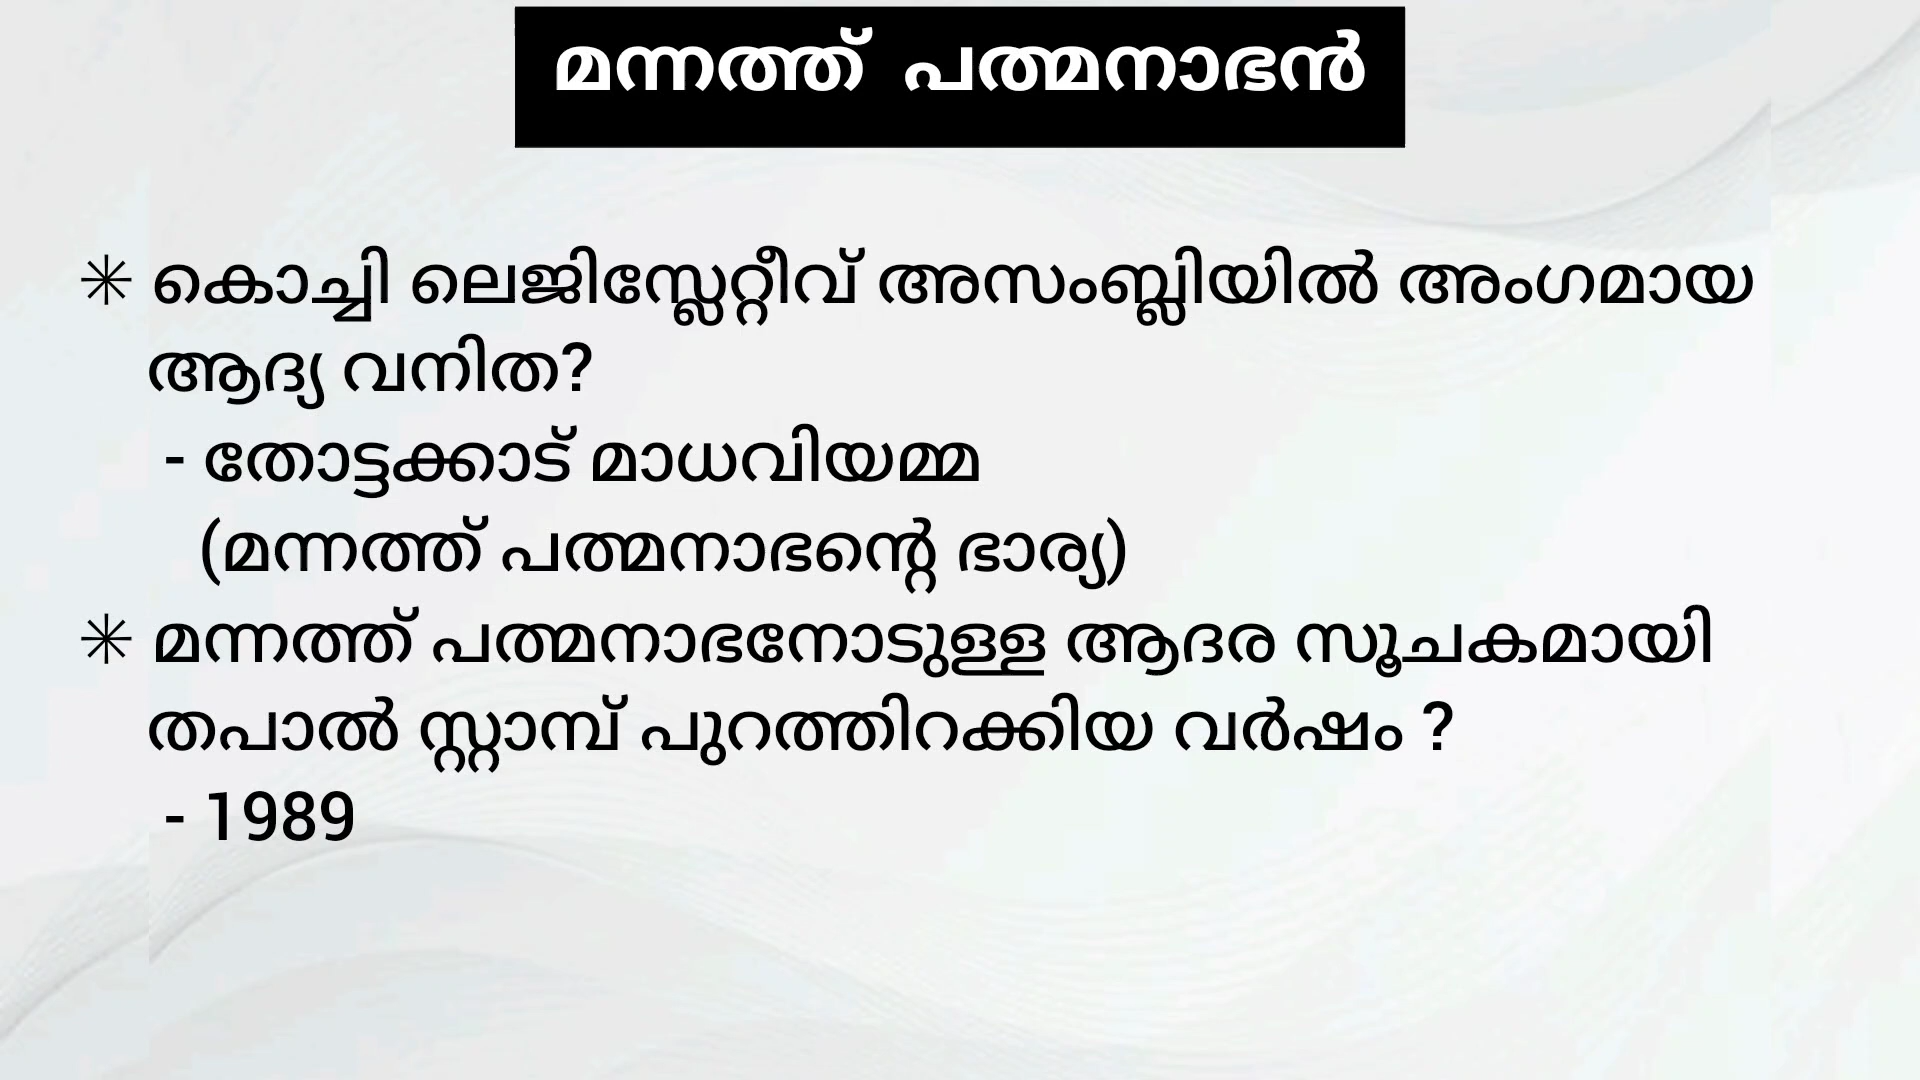 മന്നത്ത് പത്മനാഭൻ
✳ കൊച്ചി ലെജിസ്ലേറ്റീവ് അസംബ്ലിയിൽ അംഗമായ
ആദ്യ വനിത?
- തോട്ടക്കാട് മാധവിയമ്മ
(മന്നത്ത് പത്മനാഭന്റെ ഭാര്യ)
✳ മന്നത്ത് പത്മനാഭനോടുള്ള ആദര സൂചകമായി
തപാൽ സ്റ്റാമ്പ് പുറത്തിറക്കിയ വർഷം ?
- 1989